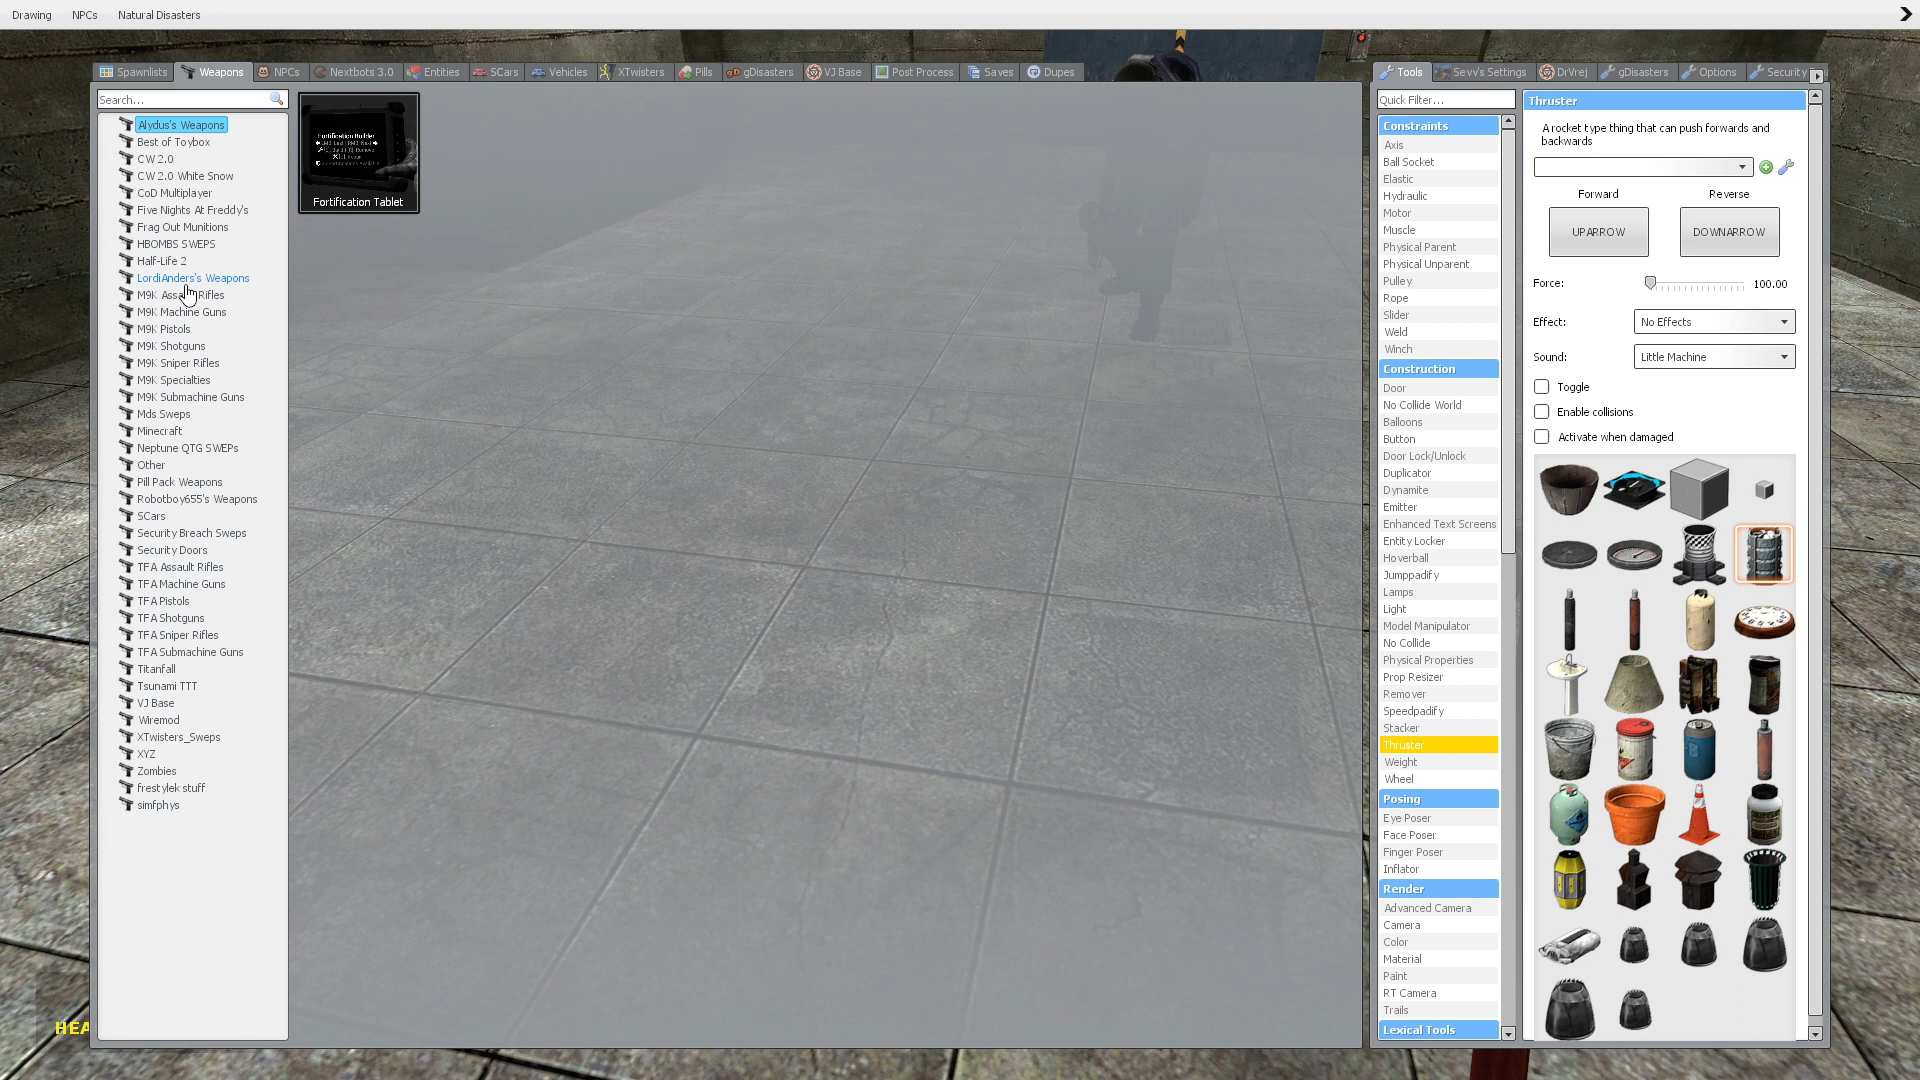 Drawing NPCs Natural Disasters
Spawnlists Weapons NPCs Nextbots 3.0 Entities SCars Vehicles XTwisters Pills gDisasters VJ Base Post Process Saves Dupes
Search...
Alydus's Weapons
Best of Toybox
CW 2.0
CW 2.0 White Snow
CoD Multiplayer
Five Nights At Freddy's
Frag Out Munitions
HBOMBS SWEPS
Half-Life 2
LordiAnders's Weapons
M9K Assault Rifles
M9K Machine Guns
M9K Pistols
M9K Shotguns
M9K Sniper Rifles
M9K Specialties
M9K Submachine Guns
Mds Sweps
Minecraft
Neptune QTG SWEPs
Other
Pill Pack Weapons
Robotboy655's Weapons
SCars
Security Breach Sweps
Security Doors
TFA Assault Rifles
TFA Machine Guns
TFA Pistols
TFA Shotguns
TFA Sniper Rifles
TFA Submachine Guns
Titanfall
Tsunami TTT
VJ Base
Wiremod
XTwisters_Sweps
XYZ
Zombies
frestylek stuff
simfphys
HEA
Fortification Builder
Fortification Tablet
Tools Sevv's Settings DrVrej gDisasters Options Security
Quick Filter...
Constraints
Axis
Ball Socket
Elastic
Hydraulic
Motor
Muscle
Physical Parent
Physical Unparent
Pulley
Rope
Slider
Weld
Winch
Construction
Door
No Collide World
Balloons
Button
Door Lock/Unlock
Duplicator
Dynamite
Emitter
Enhanced Text Screens
Entity Locker
Hoverball
Jumppadify
Lamps
Light
Model Manipulator
No Collide
Physical Properties
Prop Resizer
Remover
Speedpadify
Stacker
Thruster
Weight
Wheel
Posing
Eye Poser
Face Poser
Finger Poser
Inflator
Render
Advanced Camera
Camera
Color
Material
Paint
RT Camera
Trails
Lexical Tools
Thruster
A rocket type thing that can push forwards and
backwards
Forward Reverse
UPARROW DOWNARROW
Force: 100.00
Effect: No Effects
Sound: Little Machine
Toggle
Enable collisions
Activate when damaged